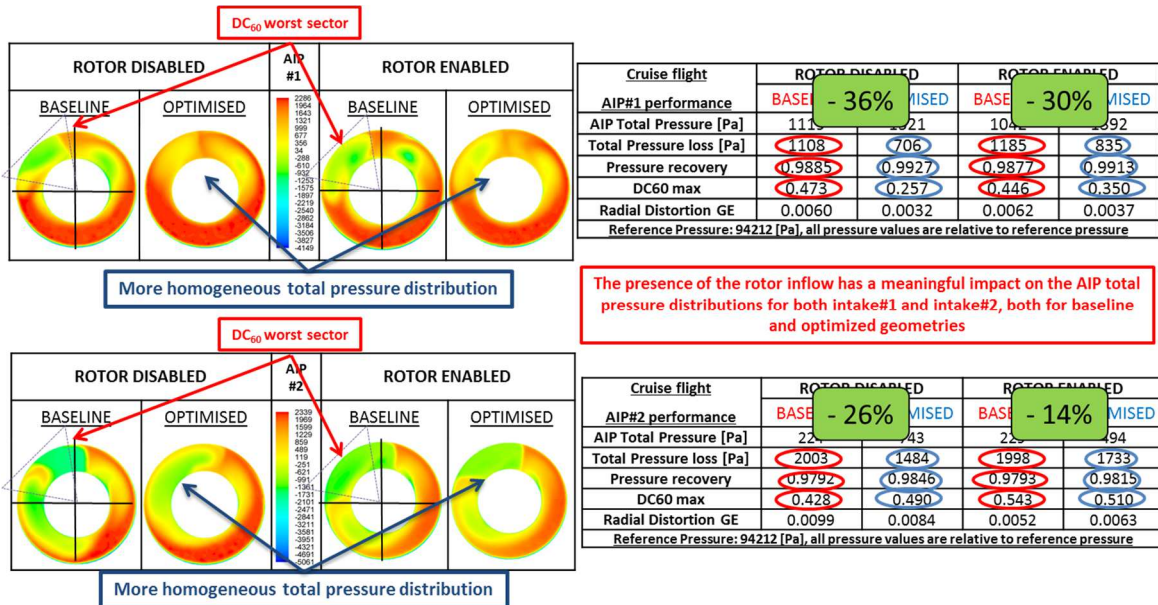 DC60 worst sector
ROTOR DISABLED
AIP
#1
ROTOR ENABLED
BASELINE
OPTIMISED
BASELINE
OPTIMISED
2286
1964
1643
1321
999
677
356
34
-288
-610
-932
-1253
-1575
-1897
-2219
-2540
-2862
-3184
-3506
-3827
-4149
More homogeneous total pressure distribution
Cruise flight
ROTOR DISABLED
ROTOR ENABLED
AIP#1 performance
- 36%
- 30%
AIP Total Pressure [Pa]
Total Pressure loss [Pa] 1108 706 1185 835
Pressure recovery 0.9885 0.9927 0.9877 0.9913
DC60 max 0.473 0.257 0.446 0.350
Radial Distortion GE 0.0060 0.0032 0.0062 0.0037
Reference Pressure: 94212 [Pa], all pressure values are relative to reference pressure
The presence of the rotor inflow has a meaningful impact on the AIP total
pressure distributions for both intake#1 and intake#2, both for baseline
and optimized geometries
DC60 worst sector
ROTOR DISABLED
AIP
#2
ROTOR ENABLED
BASELINE
OPTIMISED
BASELINE
OPTIMISED
2339
1969
1599
1229
859
489
119
-251
-621
-991
-1361
-1731
-2101
-2471
-2841
-3211
-3581
-3951
-4321
-4691
-5061
More homogeneous total pressure distribution
Cruise flight
ROTOR DISABLED
ROTOR ENABLED
AIP#2 performance
- 26%
- 14%
AIP Total Pressure [Pa]
Total Pressure loss [Pa] 2003 1484 1998 1733
Pressure recovery 0.9792 0.9846 0.9793 0.9815
DC60 max 0.428 0.490 0.543 0.510
Radial Distortion GE 0.0099 0.0084 0.0052 0.0063
Reference Pressure: 94212 [Pa], all pressure values are relative to reference pressure